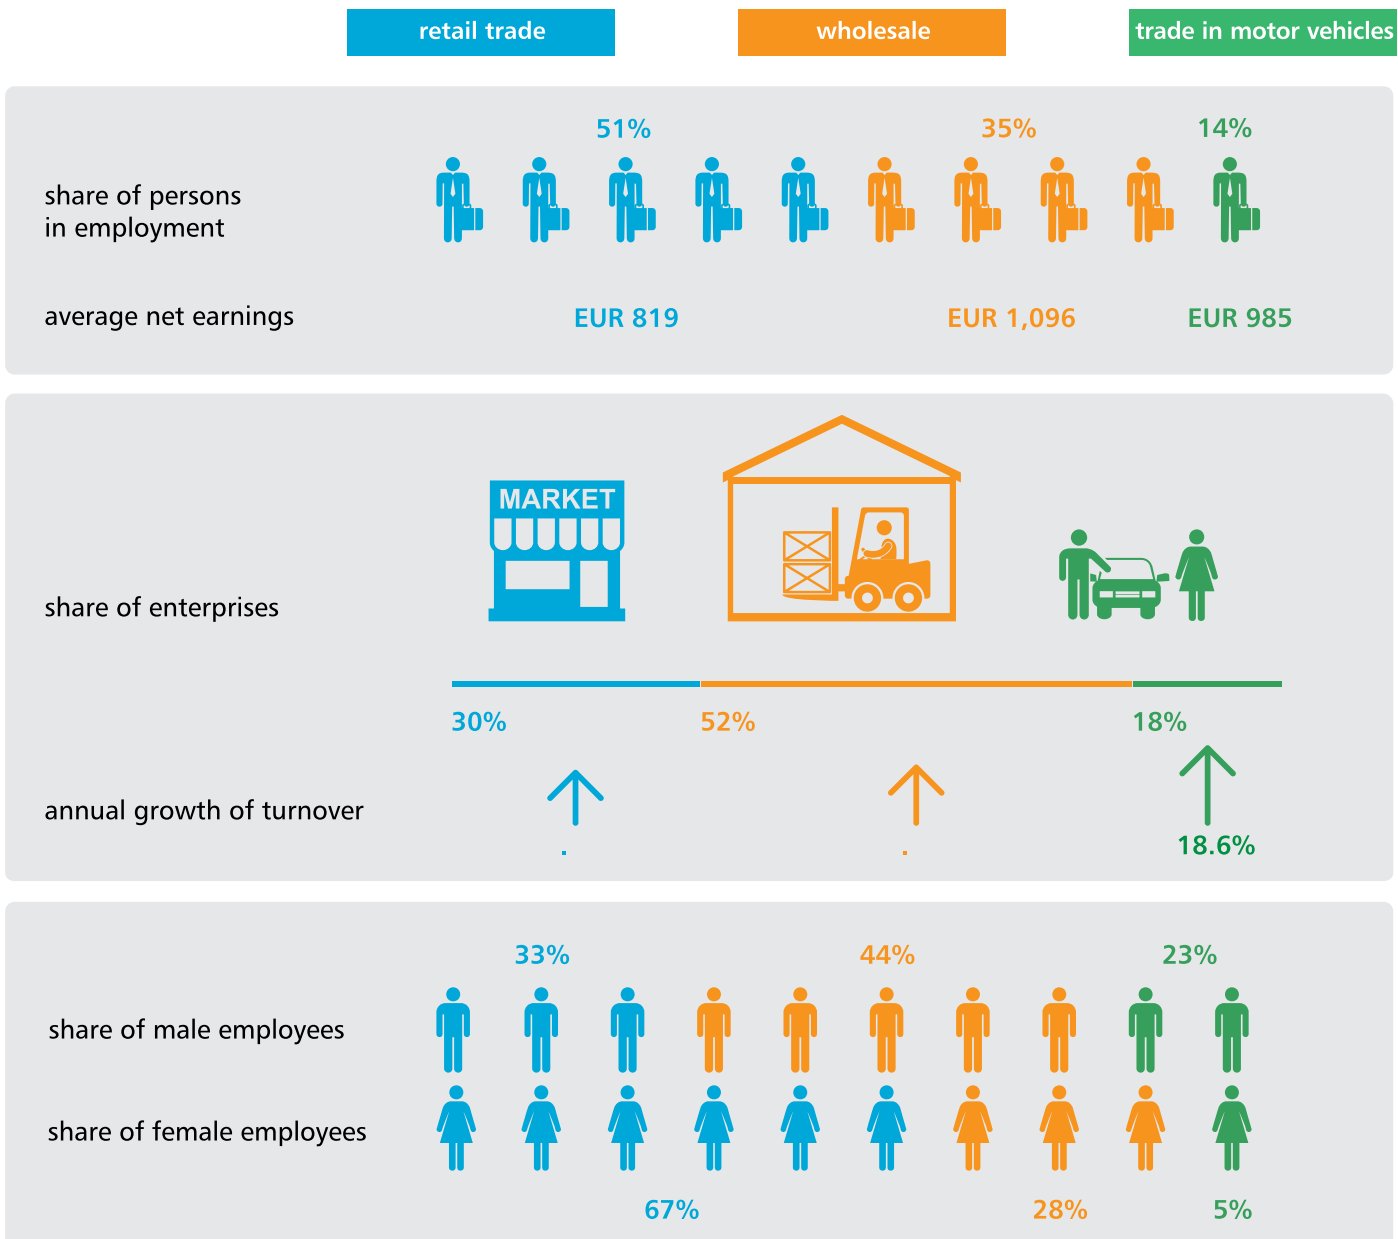 retail trade
wholesale
trade in motor vehicles
51%
35%
14%
share of persons
in employment
average net earnings
EUR 819
EUR 1,096
EUR 985
MARKET
share of enterprises
30%
52%
18%
annual growth of turnover
.
.
18.6%
33%
44%
23%
share of male employees
share of female employees
67%
28%
5%